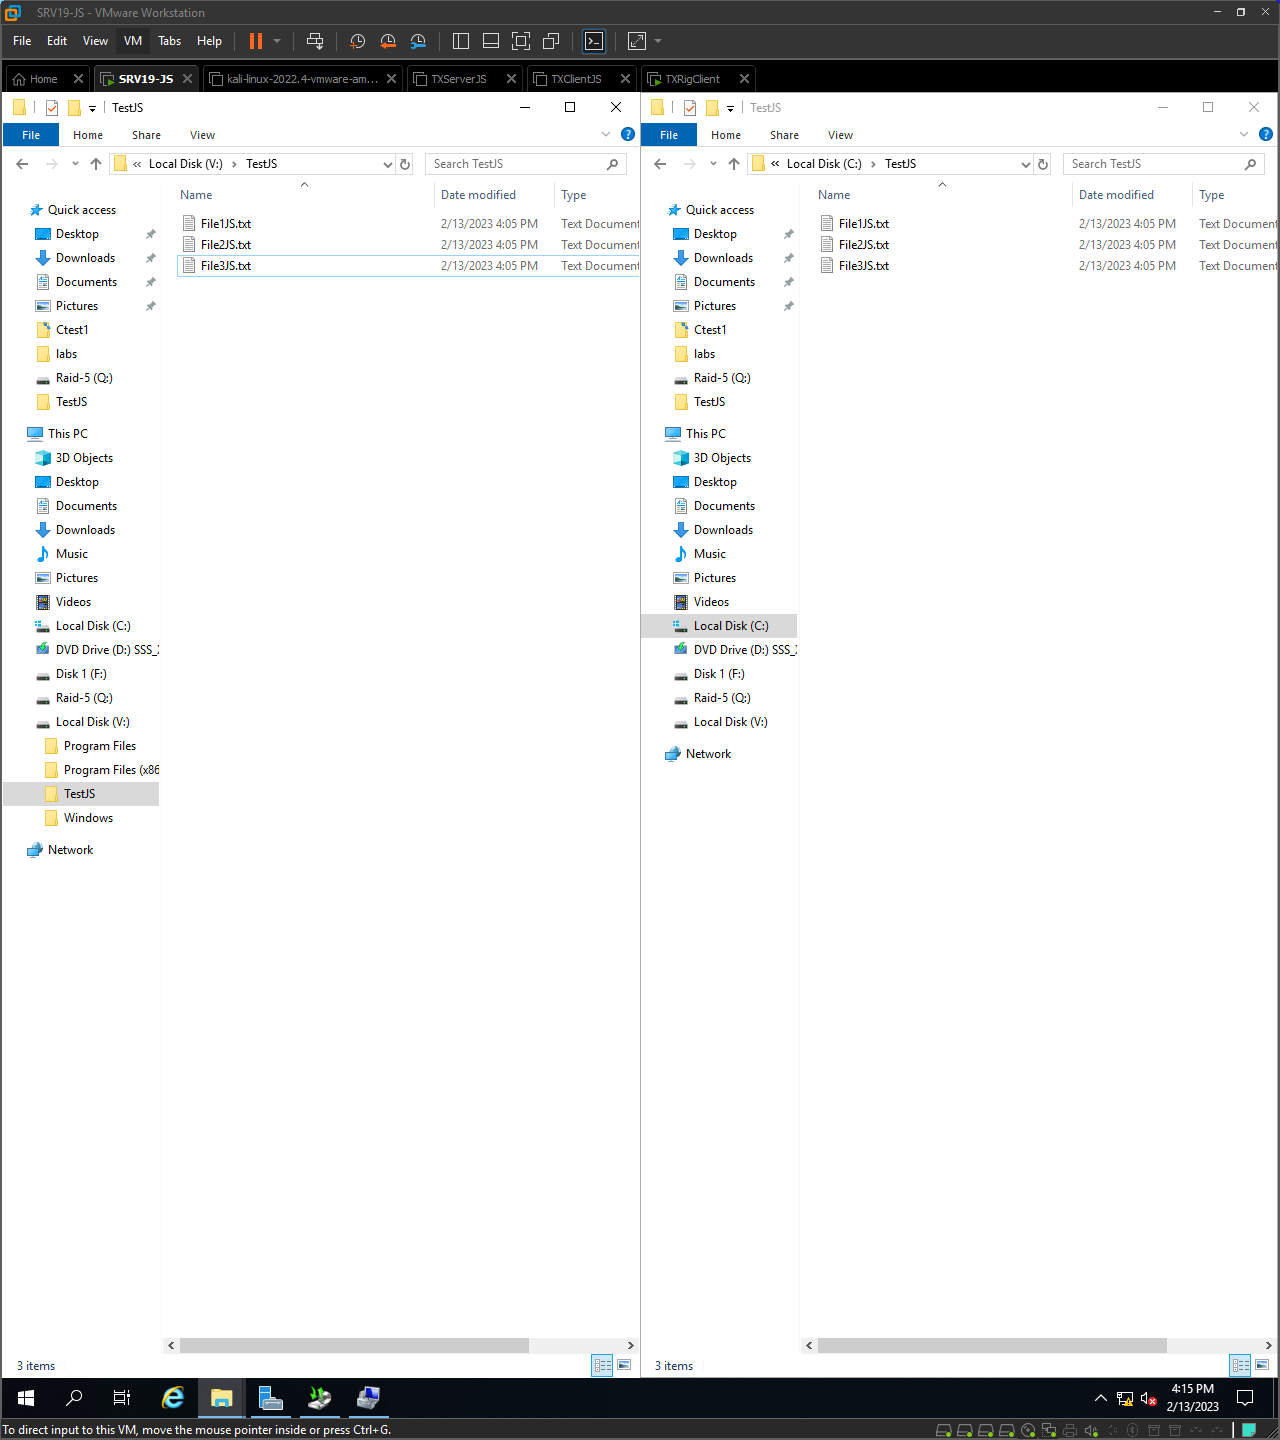 SRV19-JS - VMware Workstation
File Edit View VM Tabs Help
Home SRV19-JS kali-linux-2022.4-vmware-am... TXServerJS TXClientJS TXRigClient
TestJS
File Home Share View
« Local Disk (V:) > TestJS
Search TestJS
Name Date modified Type
File1JS.txt 2/13/2023 4:05 PM Text Document
File2JS.txt 2/13/2023 4:05 PM Text Document
File3JS.txt 2/13/2023 4:05 PM Text Document
Quick access
Desktop
Downloads
Documents
Pictures
Ctest1
labs
Raid-5 (Q:)
TestJS
This PC
3D Objects
Desktop
Documents
Downloads
Music
Pictures
Videos
Local Disk (C:)
DVD Drive (D:) SSS_X
Disk 1 (F:)
Raid-5 (Q:)
Local Disk (V:)
Program Files
Program Files (x86
TestJS
Windows
Network
3 items
TestJS
File Home Share View
« Local Disk (C:) > TestJS
Search TestJS
Name Date modified Type
File1JS.txt 2/13/2023 4:05 PM Text Document
File2JS.txt 2/13/2023 4:05 PM Text Document
File3JS.txt 2/13/2023 4:05 PM Text Document
Quick access
Desktop
Downloads
Documents
Pictures
Ctest1
labs
Raid-5 (Q:)
TestJS
This PC
3D Objects
Desktop
Documents
Downloads
Music
Pictures
Videos
Local Disk (C:)
DVD Drive (D:) SSS_X
Disk 1 (F:)
Raid-5 (Q:)
Local Disk (V:)
Network
3 items
4:15 PM
2/13/2023
To direct input to this VM, move the mouse pointer inside or press Ctrl+G.